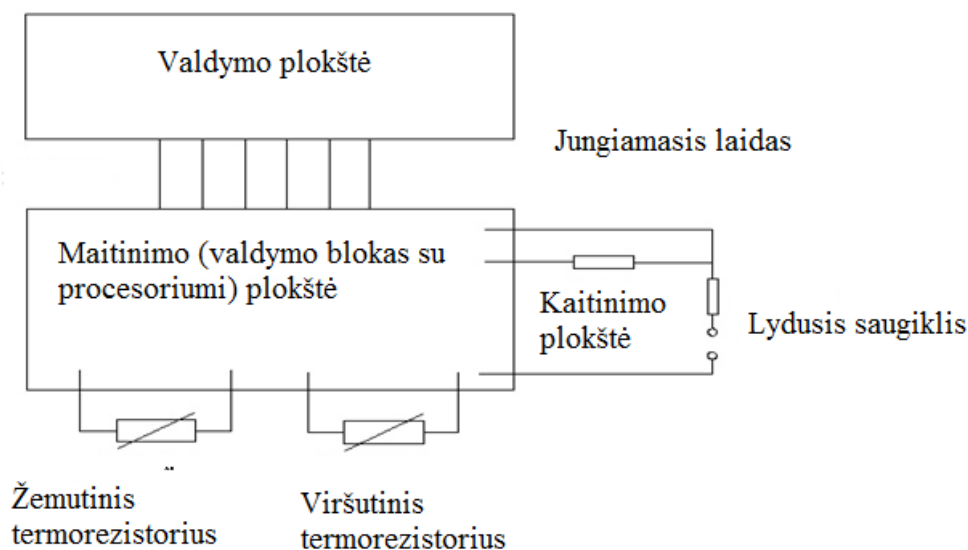 Valdymo plokštė
Jungiamasis laidas
Maitinimo (valdymo blokas su
procesoriumi) plokštė
Kaitinimo
plokštė
Lydusis saugiklis
Žemutinis
termorezistorius
Viršutinis
termorezistorius